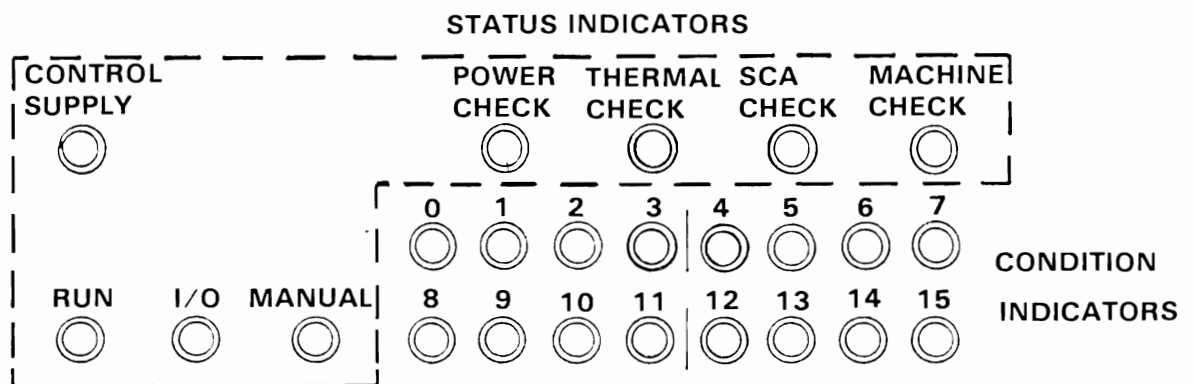 STATUS INDICATORS
CONTROL SUPPLY
POWER CHECK
THERMAL CHECK
SCA CHECK
MACHINE CHECK
0 1 2 3 4 5 6 7
CONDITION INDICATORS
RUN I/O MANUAL
8 9 10 11 12 13 14 15